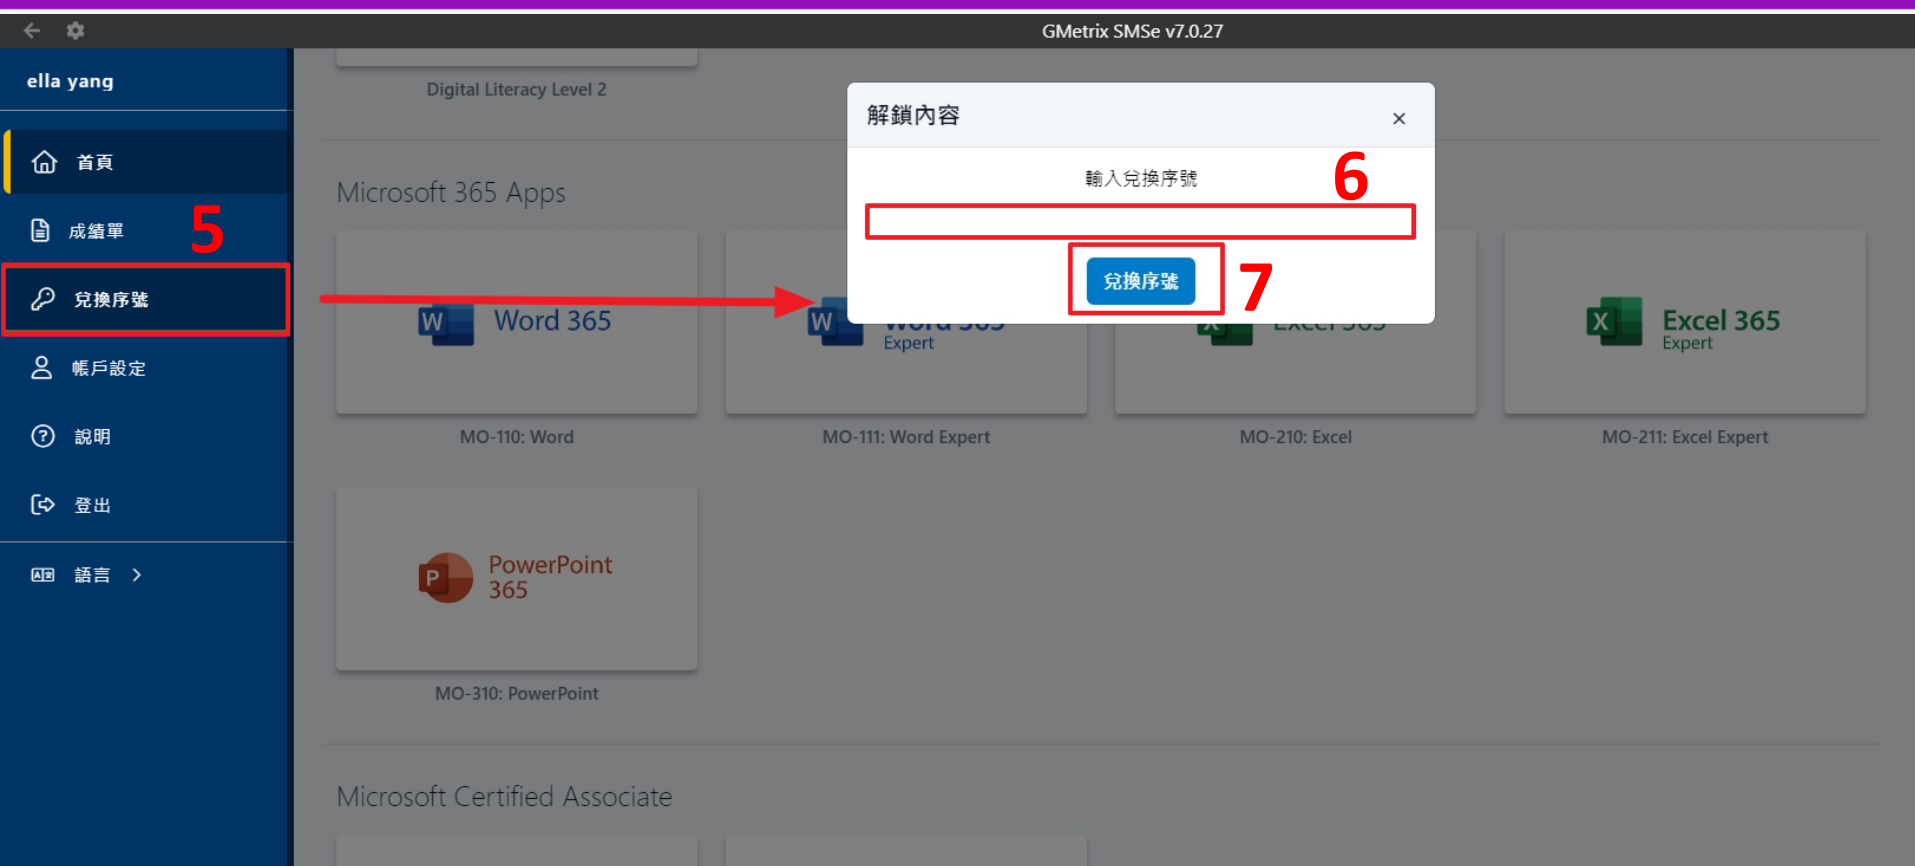 GMetrix SMSe v7.0.27
ella yang
首頁
成績單
5
兌換序號
帳戶設定
說明
登出
語言
Digital Literacy Level 2
解鎖內容
輸入兌換序號
6
兌換序號
7
Microsoft 365 Apps
Word 365
Word 365
Expert
Excel 365
Excel 365
Expert
MO-110: Word
MO-111: Word Expert
MO-210: Excel
MO-211: Excel Expert
PowerPoint
365
MO-310: PowerPoint
Microsoft Certified Associate